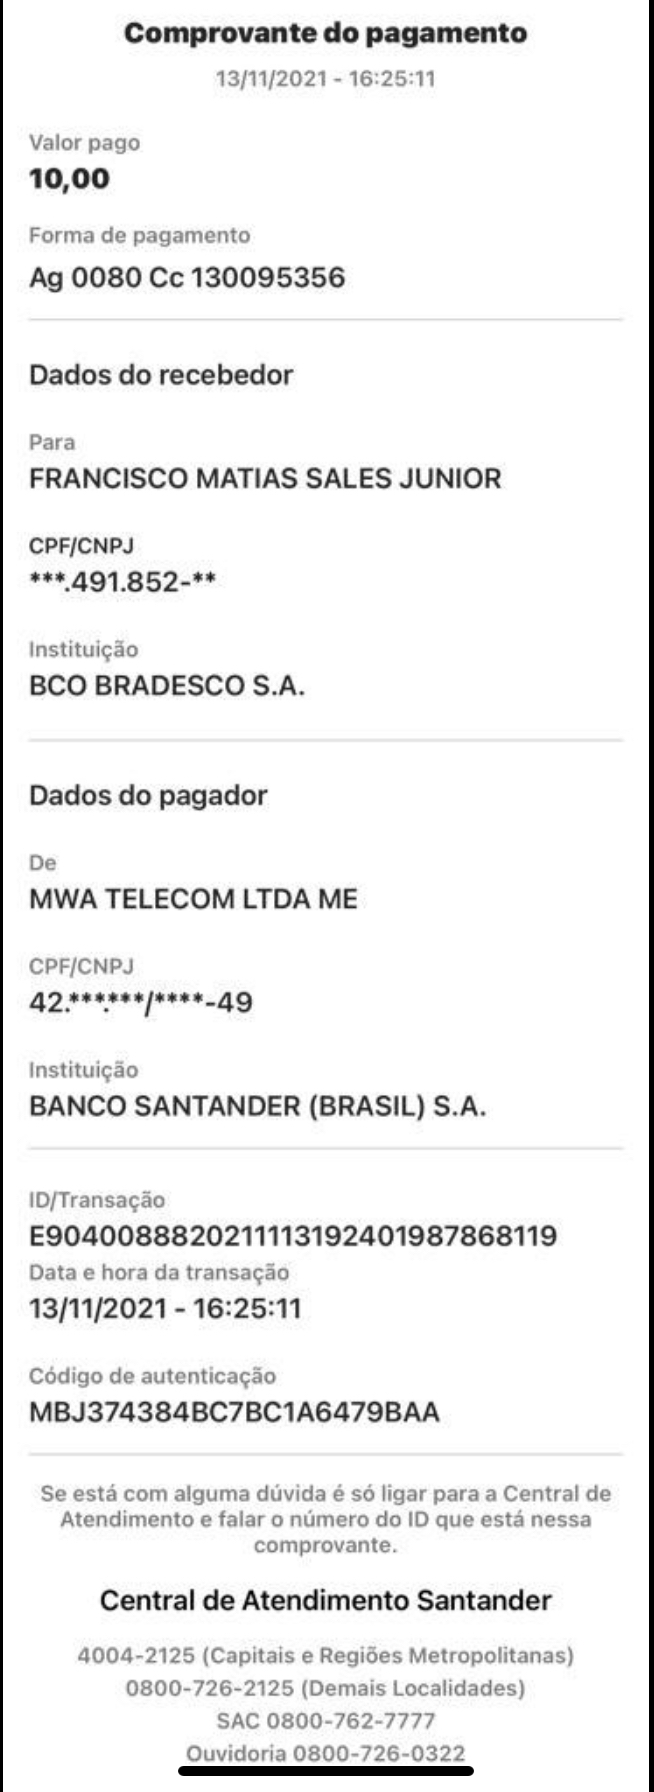 Comprovante do pagamento
13/11/2021 - 16:25:11
Valor pago
10,00
Forma de pagamento
Ag 0080 Cc 130095356
Dados do recebedor
Para
FRANCISCO MATIAS SALES JUNIOR
CPF/CNPJ
***.491.852-**
Instituição
BCO BRADESCO S.A.
Dados do pagador
De
MWA TELECOM LTDA ME
CPF/CNPJ
42.***.***/****-49
Instituição
BANCO SANTANDER (BRASIL) S.A.
ID/Transação
E9040088820211113192401987868119
Data e hora da transação
13/11/2021 - 16:25:11
Código de autenticação
MBJ374384BC7BC1A6479BAA
Se está com alguma dúvida é só ligar para a Central de
Atendimento e falar o número do ID que está nessa
comprovante.
Central de Atendimento Santander
4004-2125 (Capitais e Regiões Metropolitanas)
0800-726-2125 (Demais Localidades)
SAC 0800-762-7777
Ouvidoria 0800-726-0322